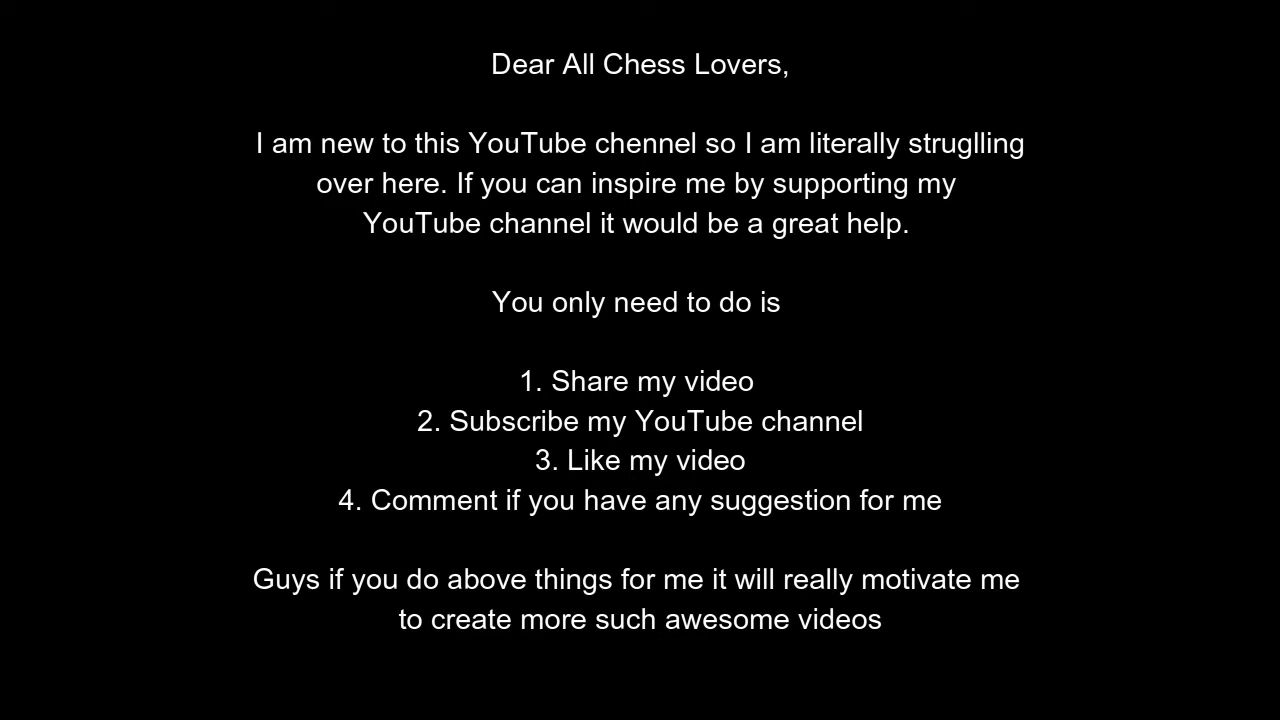 Dear All Chess Lovers,
I am new to this YouTube chennel so I am literally struglling
over here. If you can inspire me by supporting my
YouTube channel it would be a great help.
You only need to do is
1. Share my video
2. Subscribe my YouTube channel
3. Like my video
4. Comment if you have any suggestion for me
Guys if you do above things for me it will really motivate me
to create more such awesome videos